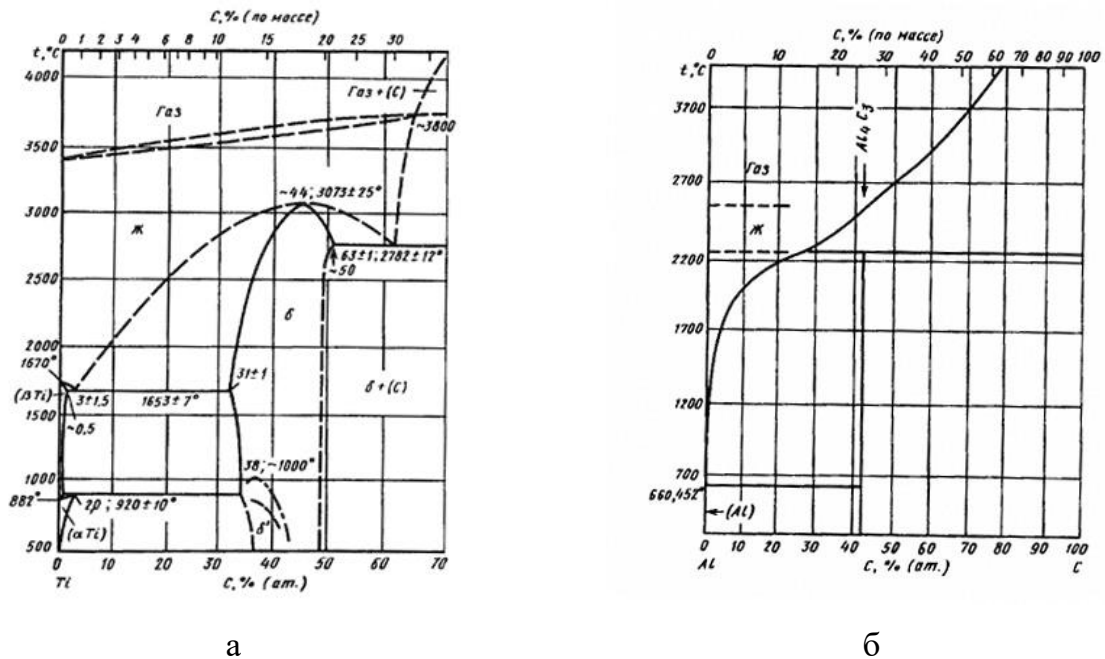 C,% (по массе)
0 1 2 3 4 6 8 10 15 20 30
t,°C
4000
Газ + (С)
Газ
~3800
3500
~44; 3073±25°
3000
Ж
63±1; 2782±12°
~50
2500
δ
2000
1670°
31±1
δ + (С)
(βTi)
3±1,5
1653±7°
1500
~0,5
38; ~1000°
1000
882°
2p; 920±10°
(αTi)
δ'
500
0 10 20 30 40 50 60 70
Ti
C,% (ат.)
а
C,% (по массе)
0 10 20 30 40 50 60 70 80 90 100
t,°C
3700
Al4C3
Газ
2700
Ж
2200
1700
1200
700
660,452°
(Al)
0 10 20 30 40 50 60 70 80 90 100
Al
C,% (ат.)
C
б